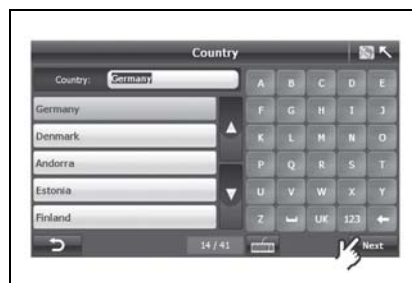 Country
Country: Germany
A B C D E
Germany
F G H I J
Denmark
K L M N O
Andorra
P Q R S T
Estonia
U V W X Y
Finland
Z UK 123
14 / 41
Next